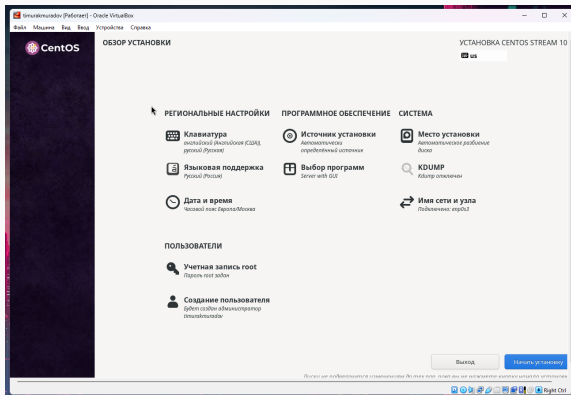 timurakmuradov [Работает] - Oracle VirtualBox
Файл Машина Вид Ввод Устройства Справка
CentOS
ОБЗОР УСТАНОВКИ
УСТАНОВКА CENTOS STREAM 10
us
РЕГИОНАЛЬНЫЕ НАСТРОЙКИ
Клавиатура
английский (Английская (США)),
русский (Русская)
Языковая поддержка
Русский (Россия)
Дата и время
Часовой пояс Европа/Москва
ПРОГРАММНОЕ ОБЕСПЕЧЕНИЕ
Источник установки
Автоматически
определённый источник
Выбор программ
Server with GUI
СИСТЕМА
Место установки
Автоматическое разбиение
диска
KDUMP
Kdump отключен
Имя сети и узла
Подключено: enp0s3
ПОЛЬЗОВАТЕЛИ
Учетная запись root
Пароль root задан
Создание пользователя
Будет создан администратор
timurakmuradov
Выход
Начать установку
Right Ctrl